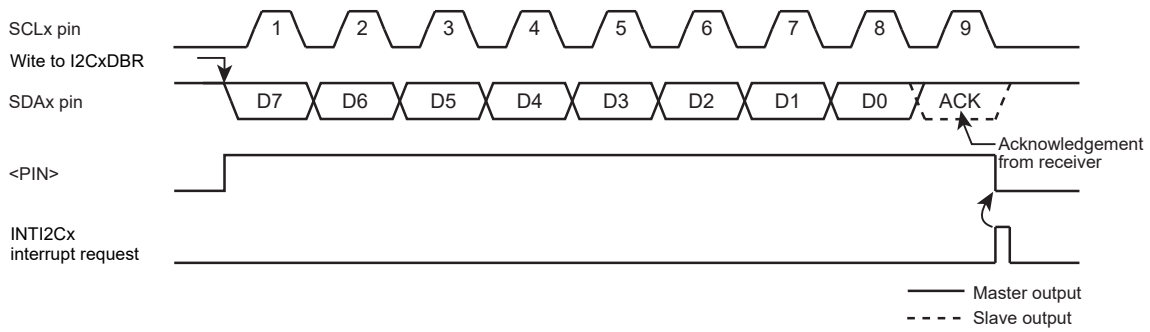 SCLx pin
1 2 3 4 5 6 7 8 9
Wite to I2CxDBR
SDAx pin
D7 D6 D5 D4 D3 D2 D1 D0 ACK
Acknowledgement
from receiver
<PIN>
INTI2Cx
interrupt request
Master output
Slave output